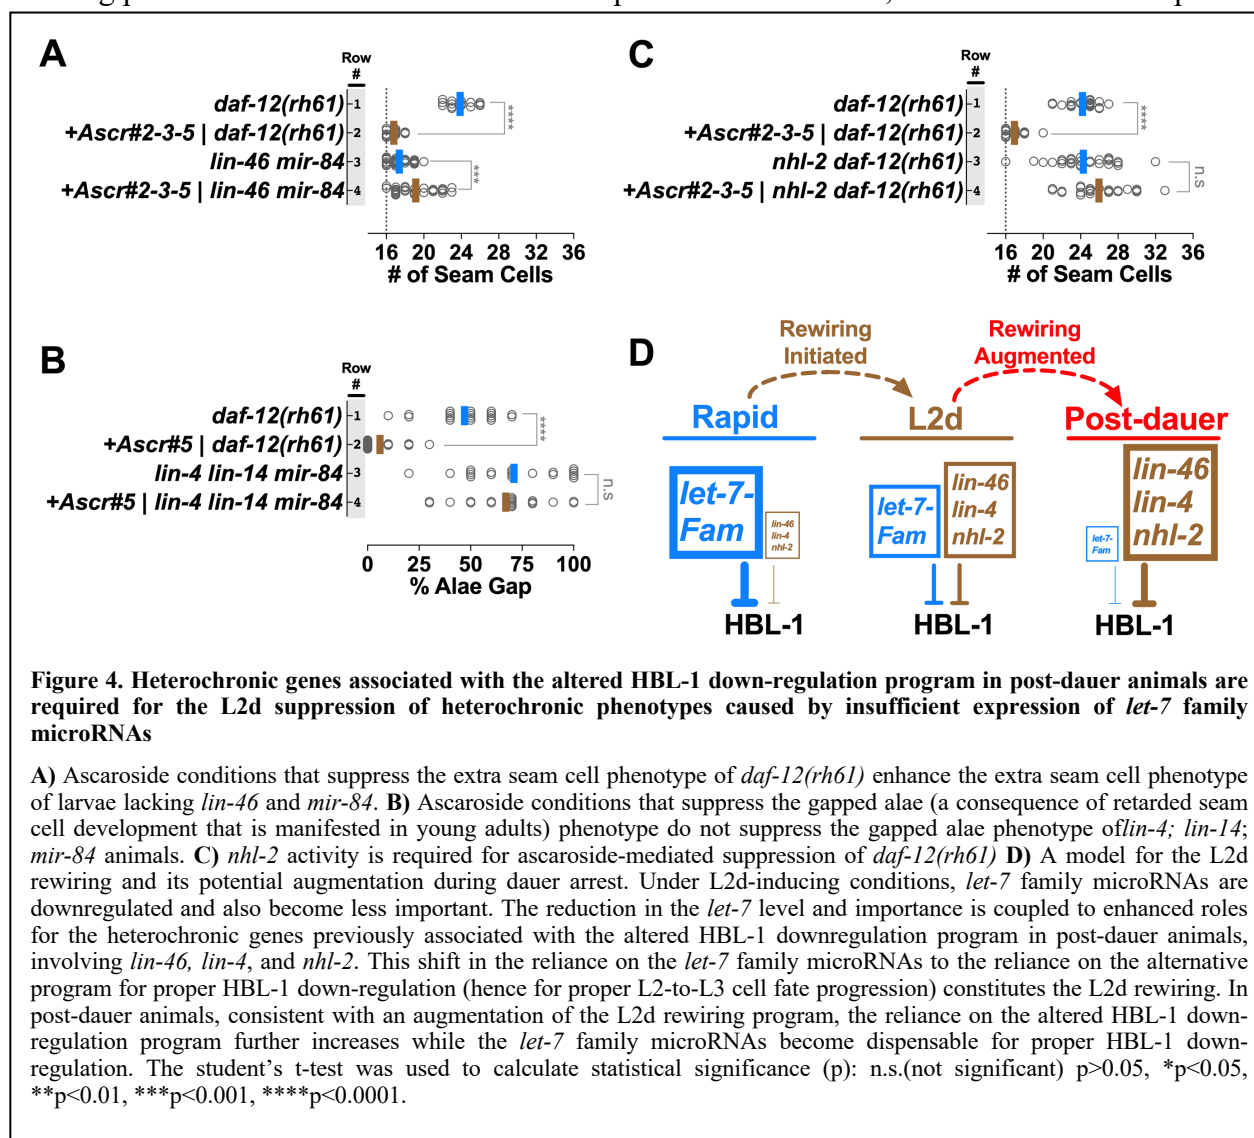 A
Row
#
daf-12(rh61) 1
+Ascr#2-3-5 | daf-12(rh61) 2
lin-46 mir-84 3
+Ascr#2-3-5 | lin-46 mir-84 4
****
***
16 20 24 28 32 36
# of Seam Cells
C
Row
#
daf-12(rh61) 1
+Ascr#2-3-5 | daf-12(rh61) 2
nhl-2 daf-12(rh61) 3
+Ascr#2-3-5 | nhl-2 daf-12(rh61) 4
****
n.s
16 20 24 28 32 36
# of Seam Cells
B
Row
#
daf-12(rh61) 1
+Ascr#5 | daf-12(rh61) 2
lin-4 lin-14 mir-84 3
+Ascr#5 | lin-4 lin-14 mir-84 4
****
n.s
0 25 50 75 100
% Alae Gap
D
Rewiring
Initiated
Rewiring
Augmented
Rapid
L2d
Post-dauer
let-7-
Fam
lin-46
lin-4
nhl-2
HBL-1
let-7-
Fam
lin-46
lin-4
nhl-2
HBL-1
let-7-
Fam
lin-46
lin-4
nhl-2
HBL-1
Figure 4. Heterochronic genes associated with the altered HBL-1 down-regulation program in post-dauer animals are
required for the L2d suppression of heterochronic phenotypes caused by insufficient expression of let-7 family
microRNAs
A) Ascaroside conditions that suppress the extra seam cell phenotype of daf-12(rh61) enhance the extra seam cell phenotype
of larvae lacking lin-46 and mir-84. B) Ascaroside conditions that suppress the gapped alae (a consequence of retarded seam
cell development that is manifested in young adults) phenotype do not suppress the gapped alae phenotype oflin-4; lin-14;
mir-84 animals. C) nhl-2 activity is required for ascaroside-mediated suppression of daf-12(rh61) D) A model for the L2d
rewiring and its potential augmentation during dauer arrest. Under L2d-inducing conditions, let-7 family microRNAs are
downregulated and also become less important. The reduction in the let-7 level and importance is coupled to enhanced roles
for the heterochronic genes previously associated with the altered HBL-1 downregulation program in post-dauer animals,
involving lin-46, lin-4, and nhl-2. This shift in the reliance on the let-7 family microRNAs to the reliance on the alternative
program for proper HBL-1 down-regulation (hence for proper L2-to-L3 cell fate progression) constitutes the L2d rewiring. In
post-dauer animals, consistent with an augmentation of the L2d rewiring program, the reliance on the altered HBL-1 down-
regulation program further increases while the let-7 family microRNAs become dispensable for proper HBL-1 down-
regulation. The student's t-test was used to calculate statistical significance (p): n.s.(not significant) p>0.05, *p<0.05,
**p<0.01, ***p<0.001, ****p<0.0001.